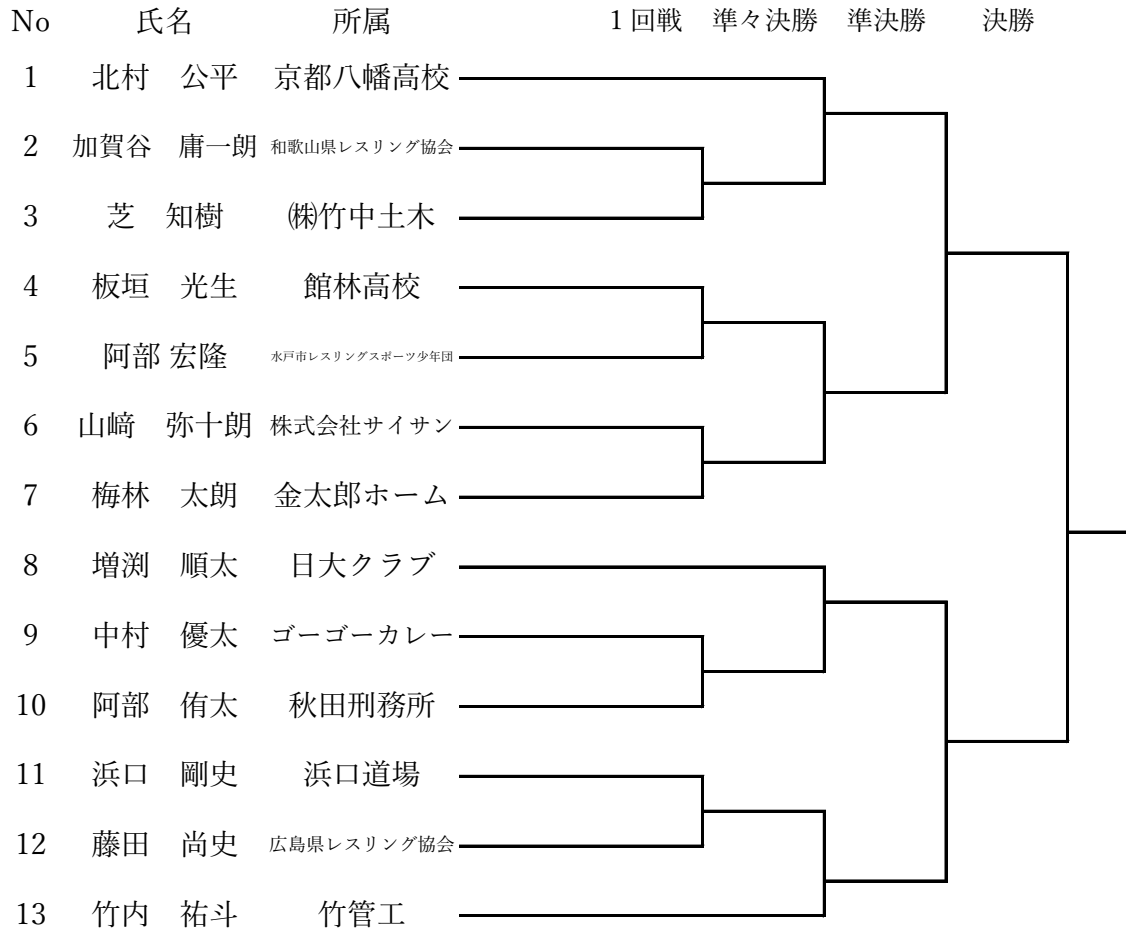 No 氏名 所属 1回戦 準々決勝 準決勝 決勝
1 北村 公平 京都八幡高校
2 加賀谷 庸一朗 和歌山県レスリング協会
3 芝 知樹 ㈱竹中土木
4 板垣 光生 館林高校
5 阿部 宏隆 水戸市レスリングスポーツ少年団
6 山﨑 弥十朗 株式会社サイサン
7 梅林 太朗 金太郎ホーム
8 増渕 順太 日大クラブ
9 中村 優太 ゴーゴーカレー
10 阿部 侑太 秋田刑務所
11 浜口 剛史 浜口道場
12 藤田 尚史 広島県レスリング協会
13 竹内 祐斗 竹管工